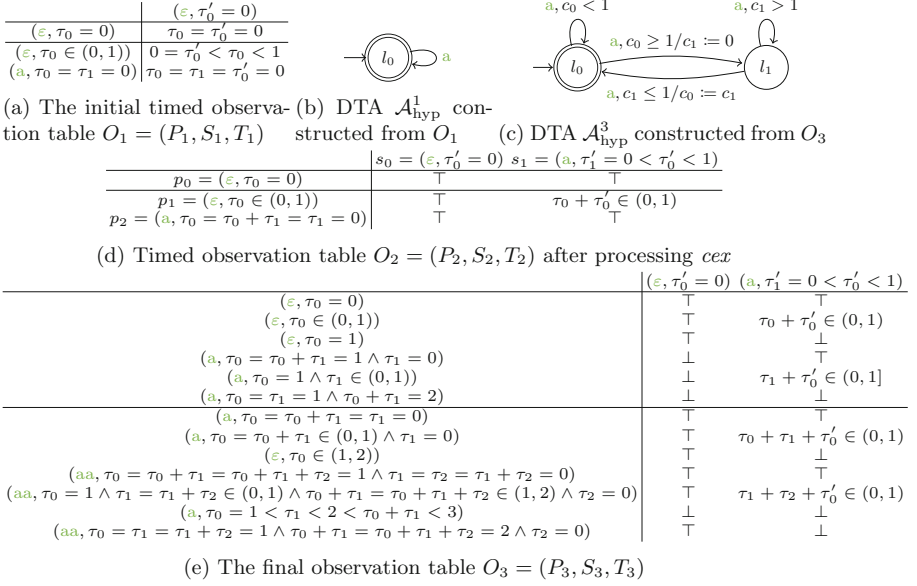 (ε, τ′₀ = 0)
(ε, τ₀ = 0) τ₀ = τ′₀ = 0
(ε, τ₀ ∈ (0, 1)) 0 = τ′₀ < τ₀ < 1
(a, τ₀ = τ₁ = 0) τ₀ = τ₁ = τ′₀ = 0
(a) The initial timed observa-
tion table O₁ = (P₁, S₁, T₁)
l₀ a
(b) DTA 𝒜¹hyp con-
structed from O₁
a, c₀ < 1 a, c₁ > 1
a, c₀ ≥ 1/c₁ := 0
l₀ l₁
a, c₁ ≤ 1/c₀ := c₁
(c) DTA 𝒜³hyp constructed from O₃
s₀ = (ε, τ′₀ = 0) s₁ = (a, τ′₁ = 0 < τ′₀ < 1)
p₀ = (ε, τ₀ = 0) ⊤ ⊤
p₁ = (ε, τ₀ ∈ (0, 1)) ⊤ τ₀ + τ′₀ ∈ (0, 1)
p₂ = (a, τ₀ = τ₀ + τ₁ = τ₁ = 0) ⊤ ⊤
(d) Timed observation table O₂ = (P₂, S₂, T₂) after processing cex
(ε, τ′₀ = 0) (a, τ′₁ = 0 < τ′₀ < 1)
(ε, τ₀ = 0) ⊤ ⊤
(ε, τ₀ ∈ (0, 1)) ⊤ τ₀ + τ′₀ ∈ (0, 1)
(ε, τ₀ = 1) ⊤ ⊥
(a, τ₀ = τ₀ + τ₁ = 1 ∧ τ₁ = 0) ⊥ ⊤
(a, τ₀ = 1 ∧ τ₁ ∈ (0, 1)) ⊥ τ₁ + τ′₀ ∈ (0, 1]
(a, τ₀ = τ₁ = 1 ∧ τ₀ + τ₁ = 2) ⊥ ⊥
(a, τ₀ = τ₀ + τ₁ = τ₁ = 0) ⊤ ⊤
(a, τ₀ = τ₀ + τ₁ ∈ (0, 1) ∧ τ₁ = 0) ⊤ τ₀ + τ₁ + τ′₀ ∈ (0, 1)
(ε, τ₀ ∈ (1, 2)) ⊤ ⊥
(aa, τ₀ = τ₀ + τ₁ = τ₀ + τ₁ + τ₂ = 1 ∧ τ₁ = τ₂ = τ₁ + τ₂ = 0) ⊤ ⊤
(aa, τ₀ = 1 ∧ τ₁ = τ₁ + τ₂ ∈ (0, 1) ∧ τ₀ + τ₁ = τ₀ + τ₁ + τ₂ ∈ (1, 2) ∧ τ₂ = 0) ⊤ τ₁ + τ₂ + τ′₀ ∈ (0, 1)
(a, τ₀ = 1 < τ₁ < 2 < τ₀ + τ₁ < 3) ⊥ ⊥
(aa, τ₀ = τ₁ = τ₁ + τ₂ = 1 ∧ τ₀ + τ₁ = τ₀ + τ₁ + τ₂ = 2 ∧ τ₂ = 0) ⊤ ⊥
(e) The final observation table O₃ = (P₃, S₃, T₃)